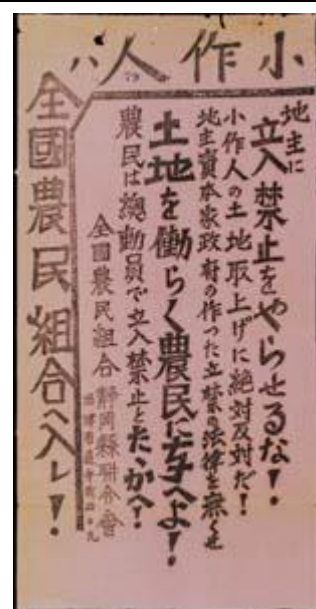 小作人ハ
全國農民組合へ入レ！
地主に
立入禁止をやらせるな！
小作人の土地取上げに絶対反対だ！
地主資本家政府の作った立禁の法律を無くせ
土地を働らく農民に与へよ！
農民は總動員で立入禁止とたゝかへ！
全國農民組合靜岡縣聯合會